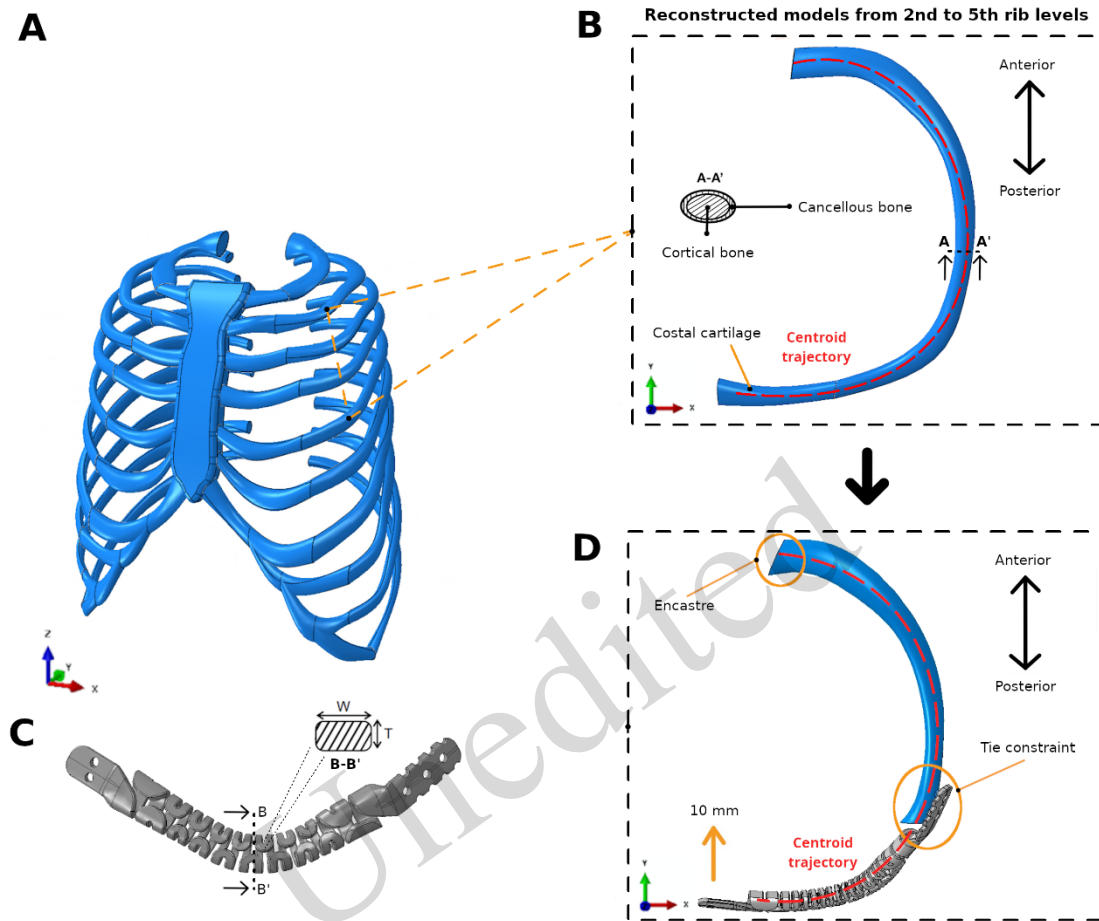 A
B
Reconstructed models from 2nd to 5th rib levels
Anterior
Posterior
A-A'
Cancellous bone
Cortical bone
A
A'
Costal cartilage
Centroid
trajectory
Y
X
Z
Y
X
C
W
T
B-B'
B
B'
D
Anterior
Posterior
Encastre
Tie constraint
10 mm
Centroid
trajectory
Y
X
Unedited